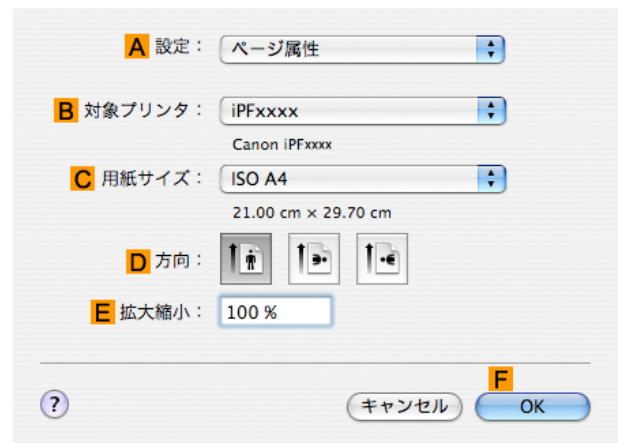 A 設定： ページ属性
B 対象プリンタ： iPFxxxx
Canon iPFxxxx
C 用紙サイズ： ISO A4
21.00 cm × 29.70 cm
D 方向：
E 拡大縮小： 100 %
F
? キャンセル OK